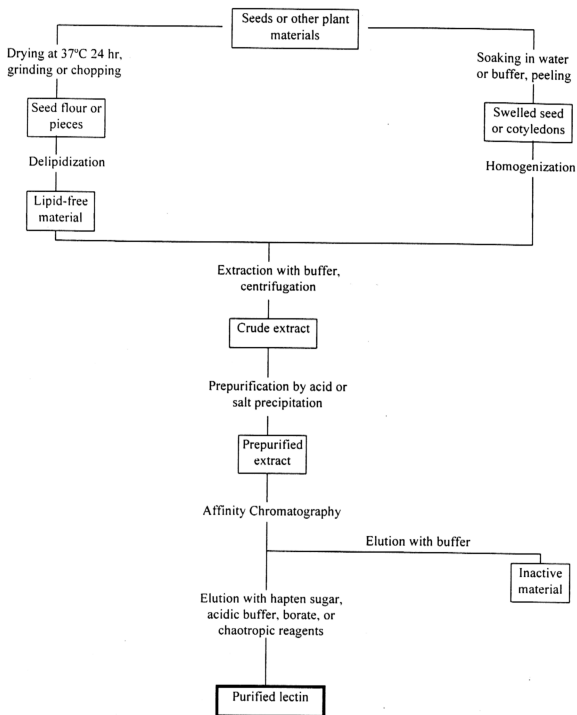 Seeds or other plant
materials
Drying at 37ºC 24 hr,
grinding or chopping
Soaking in water
or buffer, peeling
Seed flour or
pieces
Swelled seed
or cotyledons
Delipidization
Homogenization
Lipid-free
material
Extraction with buffer,
centrifugation
Crude extract
Prepurification by acid or
salt precipitation
Prepurified
extract
Affinity Chromatography
Elution with buffer
Inactive
material
Elution with hapten sugar,
acidic buffer, borate, or
chaotropic reagents
Purified lectin